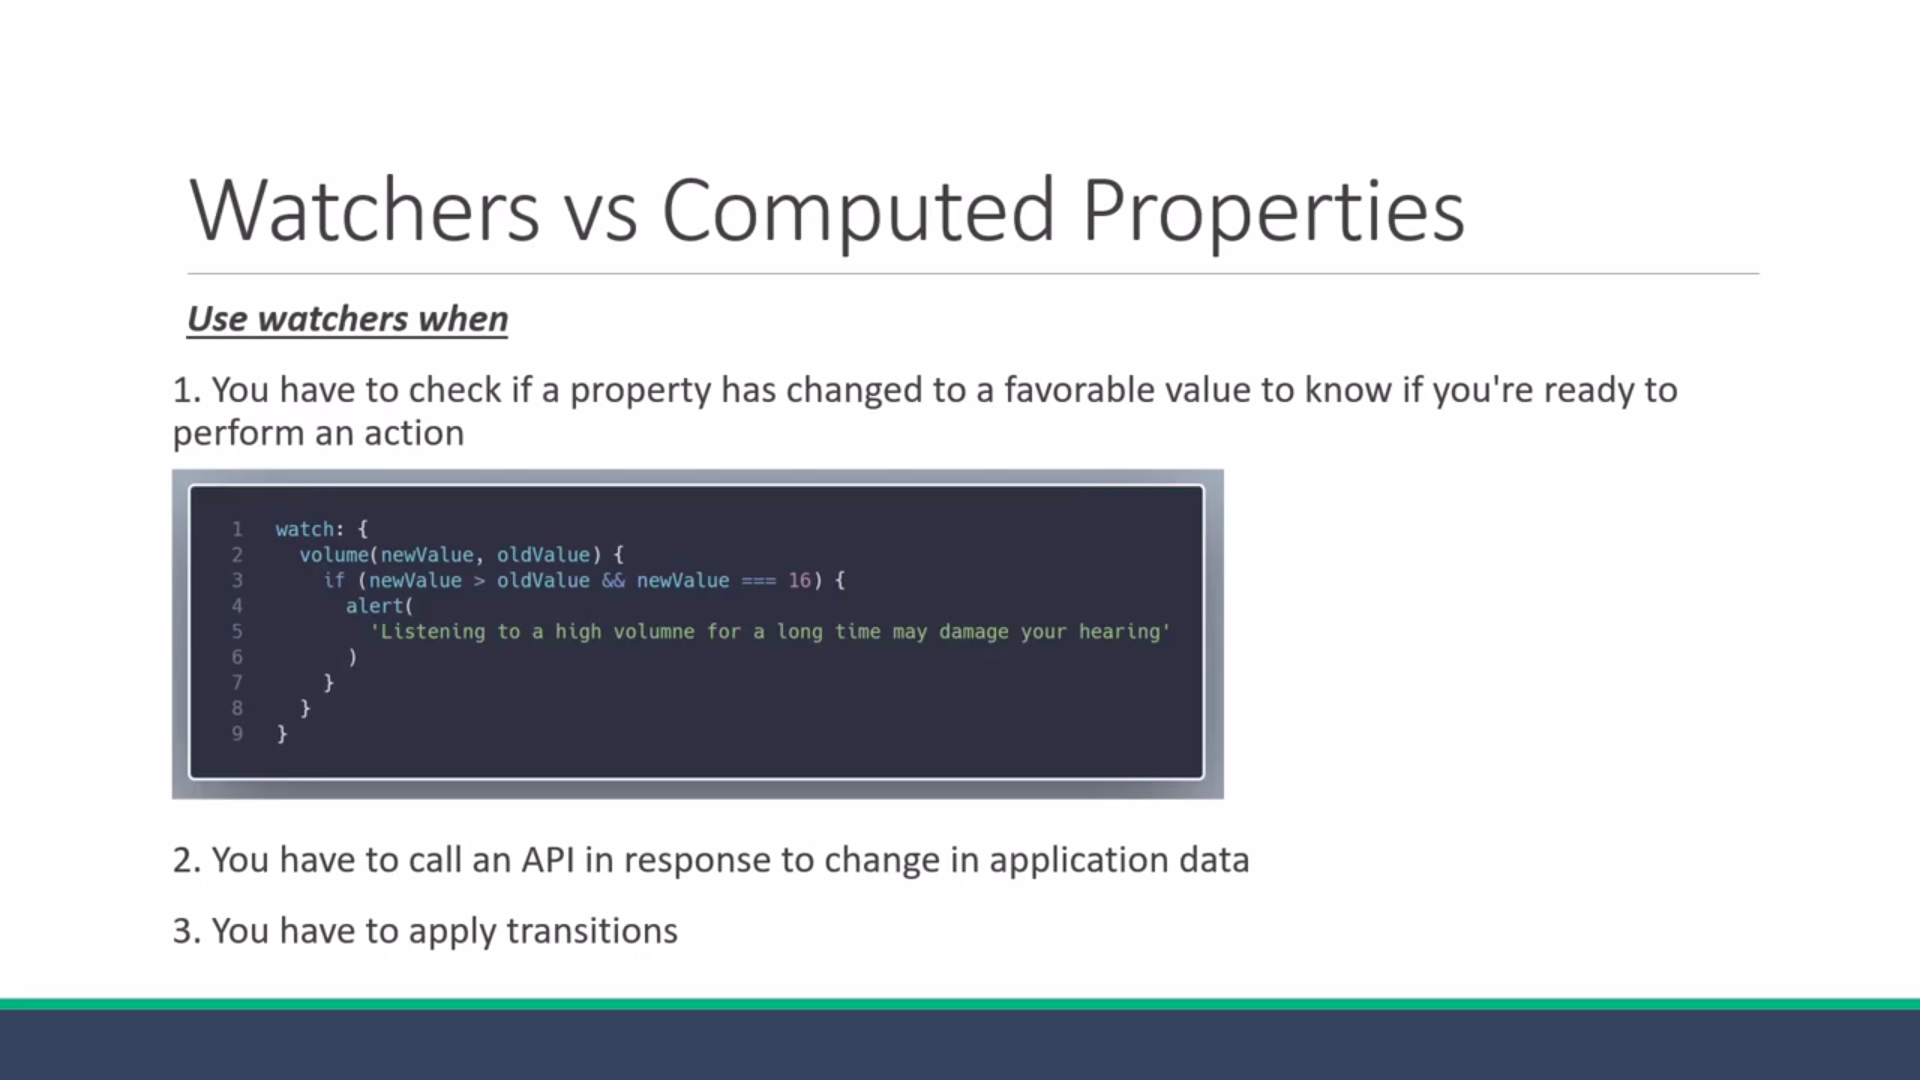 Watchers vs Computed Properties
Use watchers when
1. You have to check if a property has changed to a favorable value to know if you're ready to
perform an action
1 watch: {
2 volume(newValue, oldValue) {
3 if (newValue > oldValue && newValue === 16) {
4 alert(
5 'Listening to a high volumne for a long time may damage your hearing'
6 )
7 }
8 }
9 }
2. You have to call an API in response to change in application data
3. You have to apply transitions